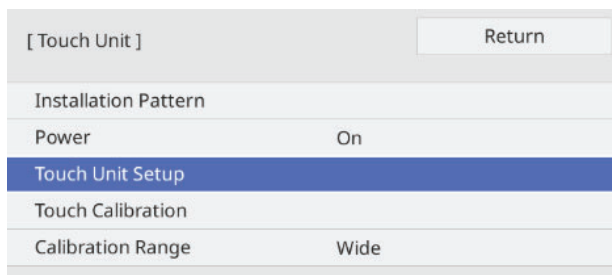 [ Touch Unit ] Return
Installation Pattern
Power On
Touch Unit Setup
Touch Calibration
Calibration Range Wide